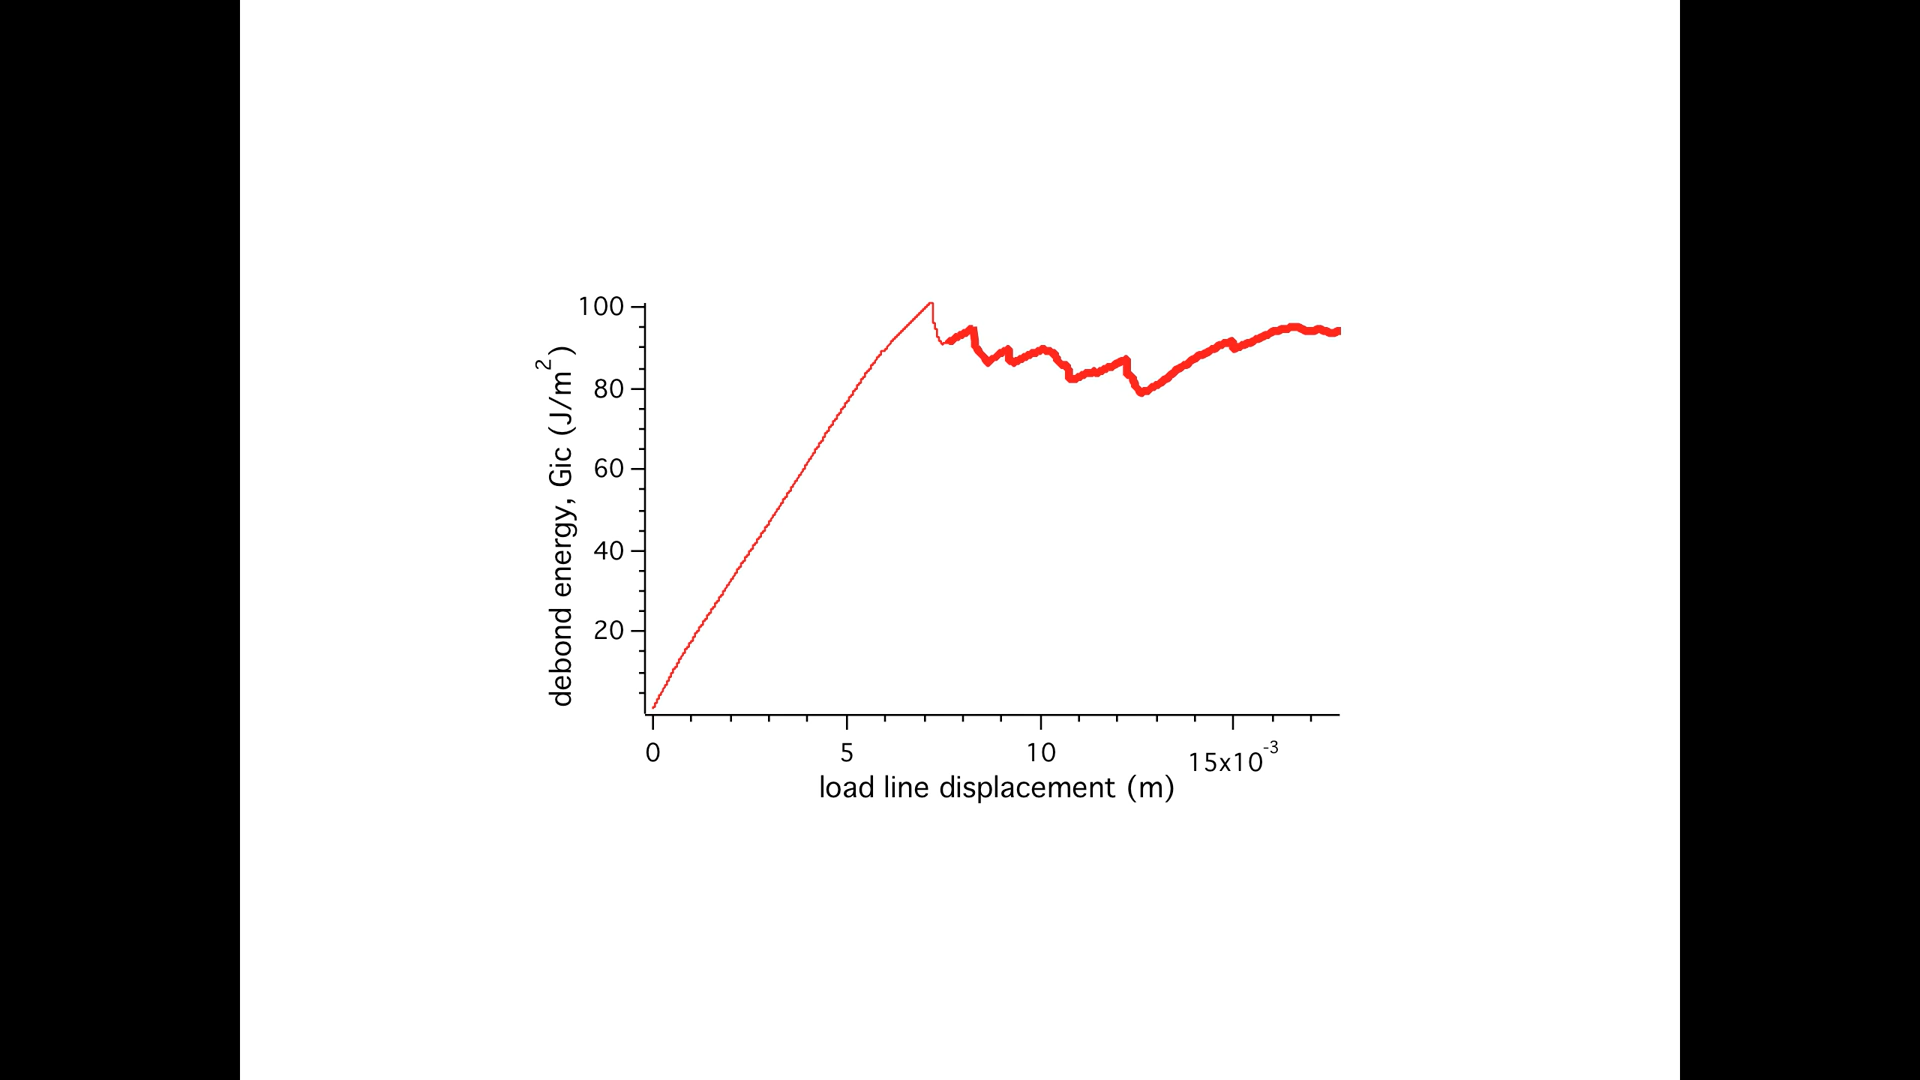 100
80
60
40
20
debond energy, Gic (J/m²)
0 5 10 15x10⁻³
load line displacement (m)